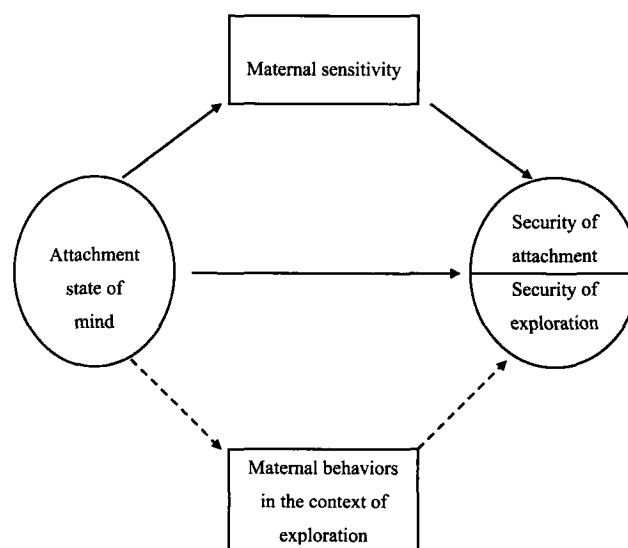 Maternal sensitivity
Attachment
state of
mind
Security of
attachment
Security of
exploration
Maternal behaviors
in the context of
exploration